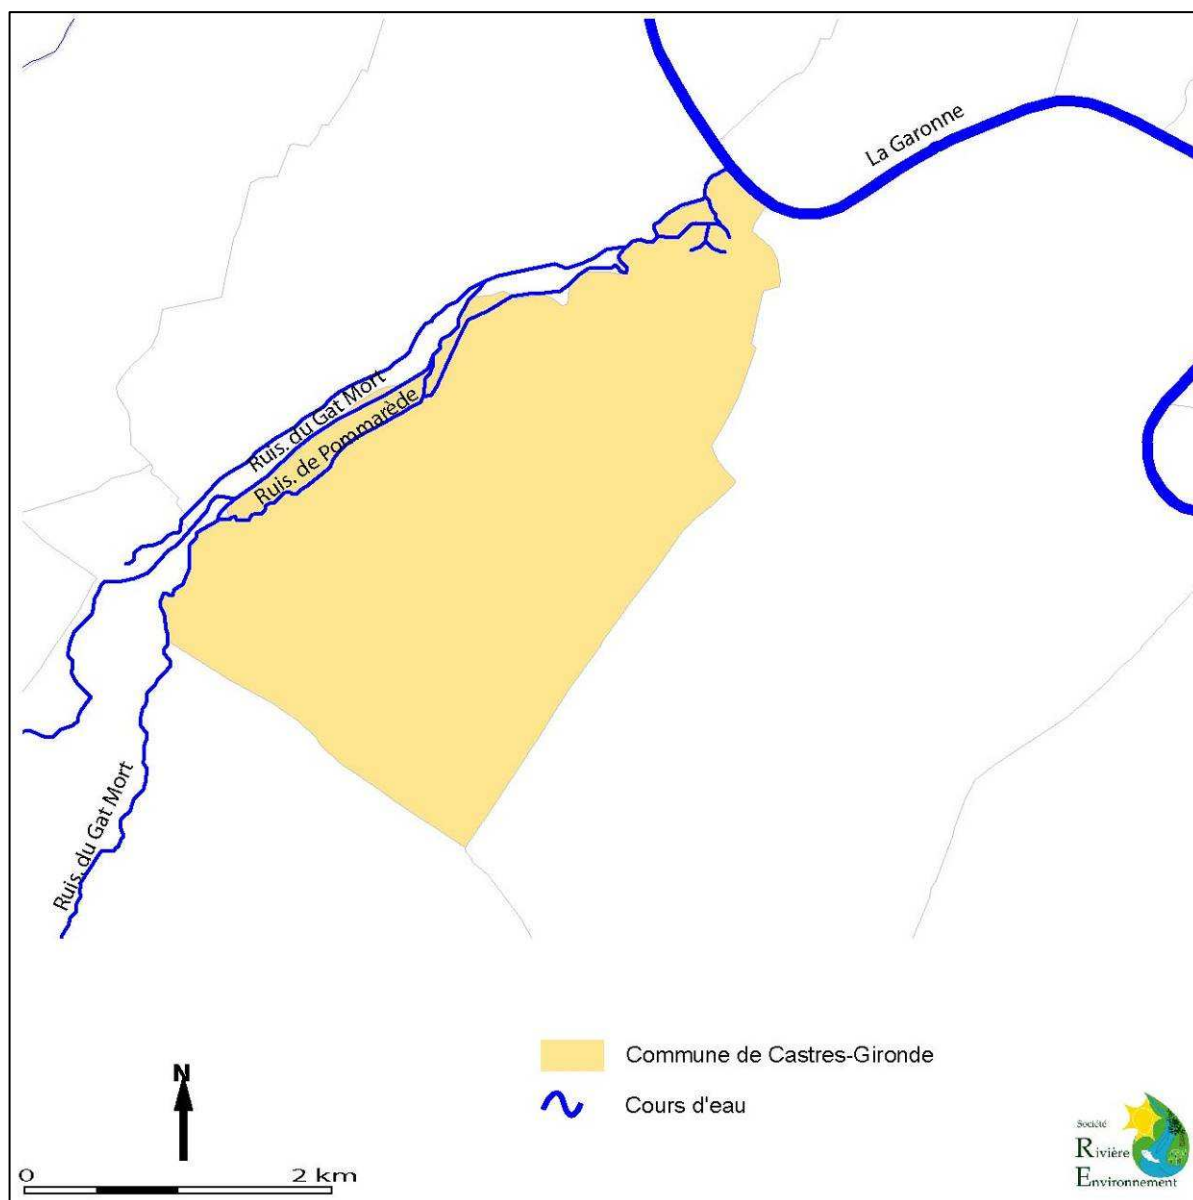 La Garonne
Ruis. du Gat Mort
Ruis. de Pommarède
Ruis. du Gat Mort
Commune de Castres-Gironde
Cours d'eau
N
0 2 km
Société
Rivière
Environnement